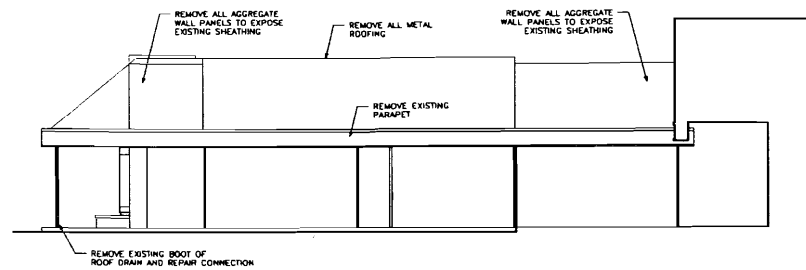 REMOVE ALL AGGREGATE
WALL PANELS TO EXPOSE
EXISTING SHEATHING
REMOVE ALL METAL
ROOFING
REMOVE ALL AGGREGATE
WALL PANELS TO EXPOSE
EXISTING SHEATHING
REMOVE EXISTING
PARAPET
REMOVE EXISTING BOOT OF
ROOF DRAIN AND REPAIR CONNECTION